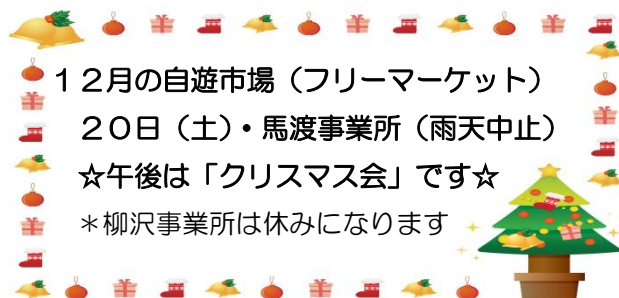 １２月の自遊市場（フリーマーケット）
２０日（土）・馬渡事業所（雨天中止）
☆午後は「クリスマス会」です☆
＊柳沢事業所は休みになります